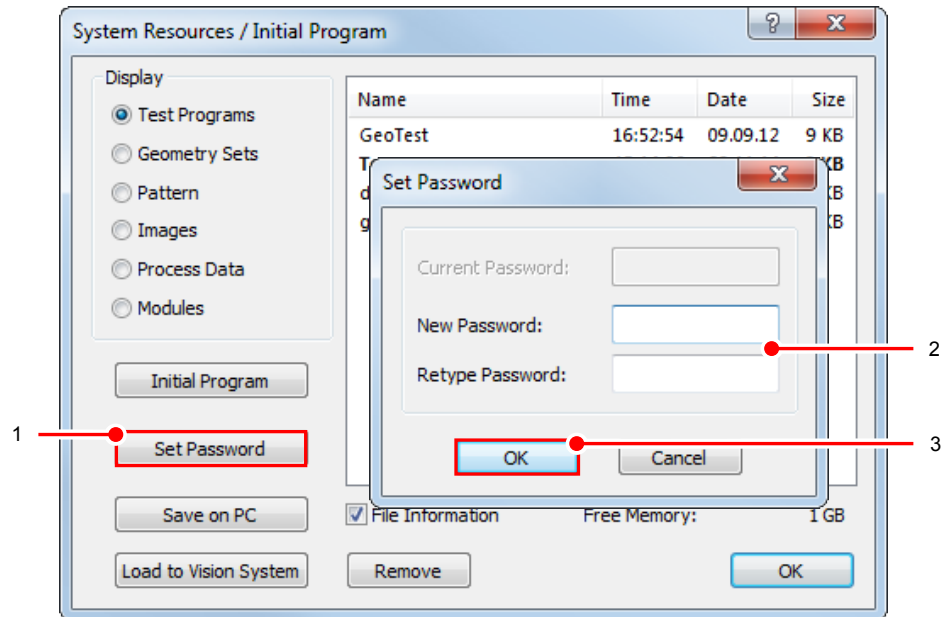 System Resources / Initial Program
Display
Test Programs
Geometry Sets
Pattern
Images
Process Data
Modules
Initial Program
Set Password
Save on PC
Load to Vision System
Name Time Date Size
GeoTest 16:52:54 09.09.12 9 KB
KB
KB
KB
Set Password
Current Password:
New Password:
Retype Password:
OK
Cancel
File Information
Free Memory: 1 GB
Remove
OK
1
2
3